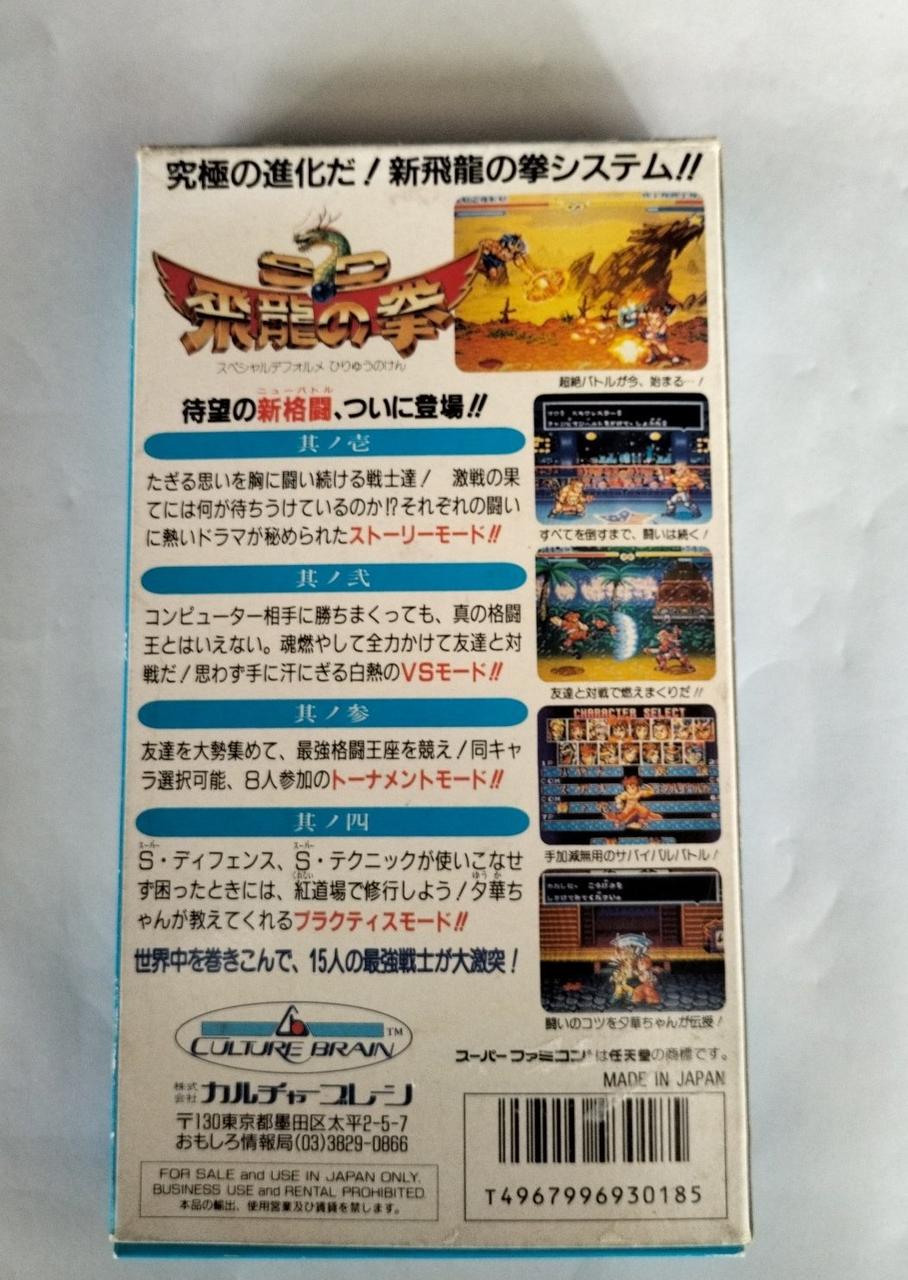 究極の進化だ！新飛龍の拳システム!!
SD
飛龍の拳
スペシャルデフォルメ ひりゅうのけん
超絶バトルが今、始まる…！
ニューバトル
待望の新格闘、ついに登場!!
其ノ壱
たぎる思いを胸に闘い続ける戦士達！ 激戦の果
てには何が待ちうけているのか!?それぞれの闘い
に熱いドラマが秘められたストーリーモード!!
すべてを倒すまで、闘いは続く！
其ノ弐
コンピューター相手に勝ちまくっても、真の格闘
王とはいえない。魂燃やして全力かけて友達と対
戦だ！思わず手に汗にぎる白熱のVSモード!!
友達と対戦で燃えまくりだ!!
其ノ参
友達を大勢集めて、最強格闘王座を競え！同キャ
ラ選択可能、8人参加のトーナメントモード!!
CHARACTER SELECT
手加減無用のサバイバルバトル！
其ノ四
スーパー スーパー
S・ディフェンス、S・テクニックが使いこなせ
くれない ゆうか
ず困ったときには、紅道場で修行しよう！夕華ち
ゃんが教えてくれるプラクティスモード!!
闘いのコツを夕華ちゃんが伝授！
世界中を巻きこんで、15人の最強戦士が大激突！
CULTURE BRAIN TM
株式会社 カルチャーブレーン
〒130東京都墨田区太平2-5-7
おもしろ情報局(03)3829-0866
FOR SALE and USE IN JAPAN ONLY.
BUSINESS USE and RENTAL PROHIBITED.
本品の輸出、使用営業及び賃貸を禁じます。
スーパーファミコン®は任天堂の商標です。
MADE IN JAPAN
T4967996930185